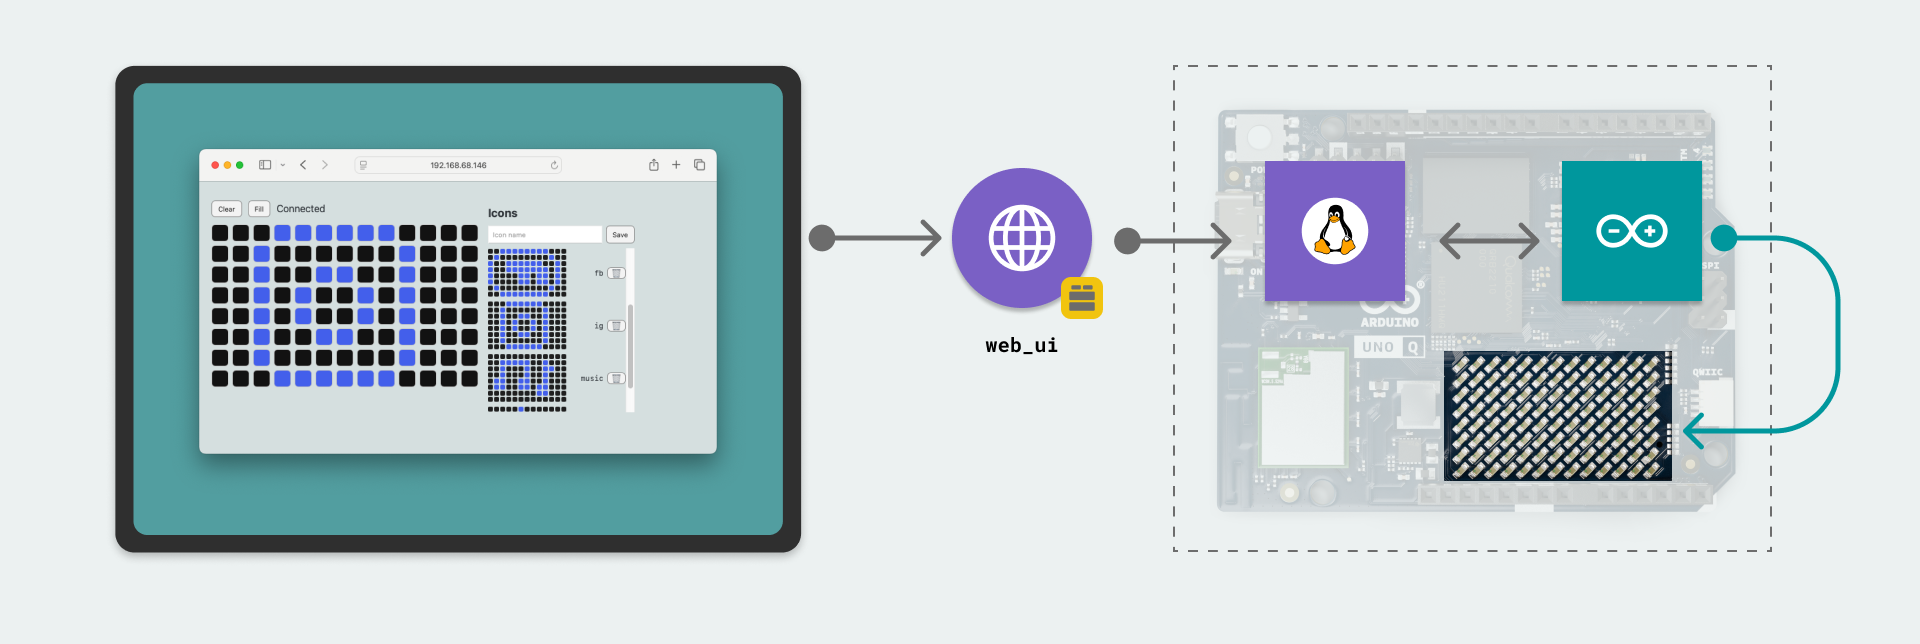 192.168.68.146
Clear
Fill
Connected
Icons
Icon name
Save
fb
ig
music
web_ui
ON
SPI
ARDUINO
UNO Q
QWIIC